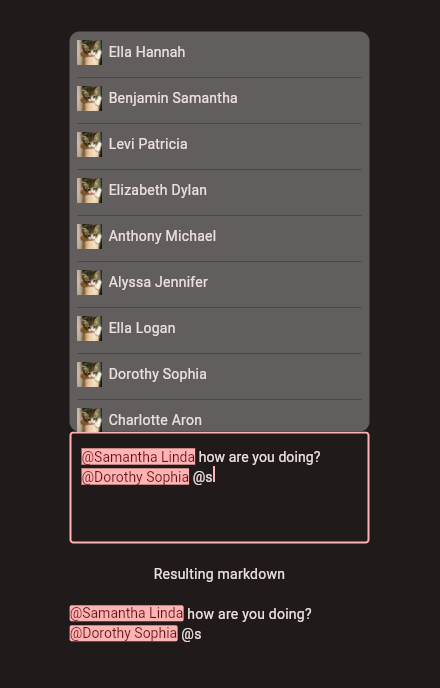 Ella Hannah
Benjamin Samantha
Levi Patricia
Elizabeth Dylan
Anthony Michael
Alyssa Jennifer
Ella Logan
Dorothy Sophia
Charlotte Aron
@Samantha Linda how are you doing?
@Dorothy Sophia @s
Resulting markdown
@Samantha Linda how are you doing?
@Dorothy Sophia @s